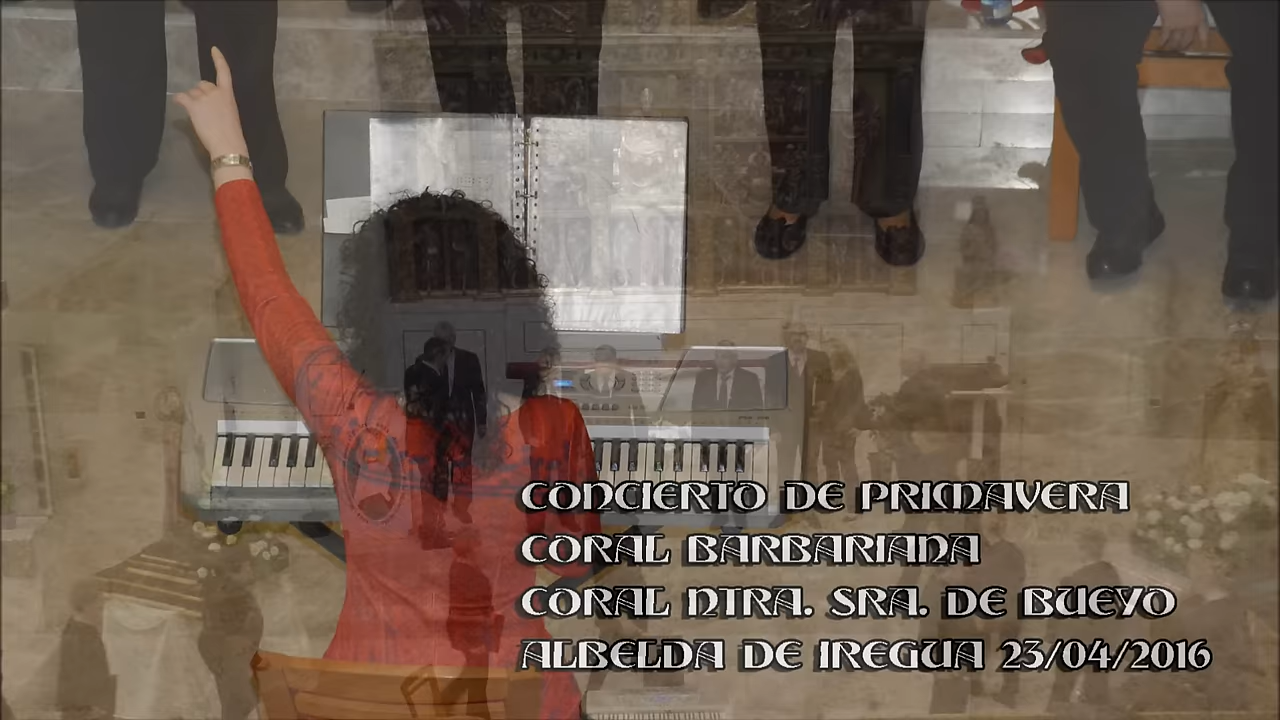 CONCIERTO DE PRIMAVERA
CORAL BARBARIANA
CORAL NTRA. SRA. DE BUEYO
ALBELDA DE IREGUA 23/04/2016